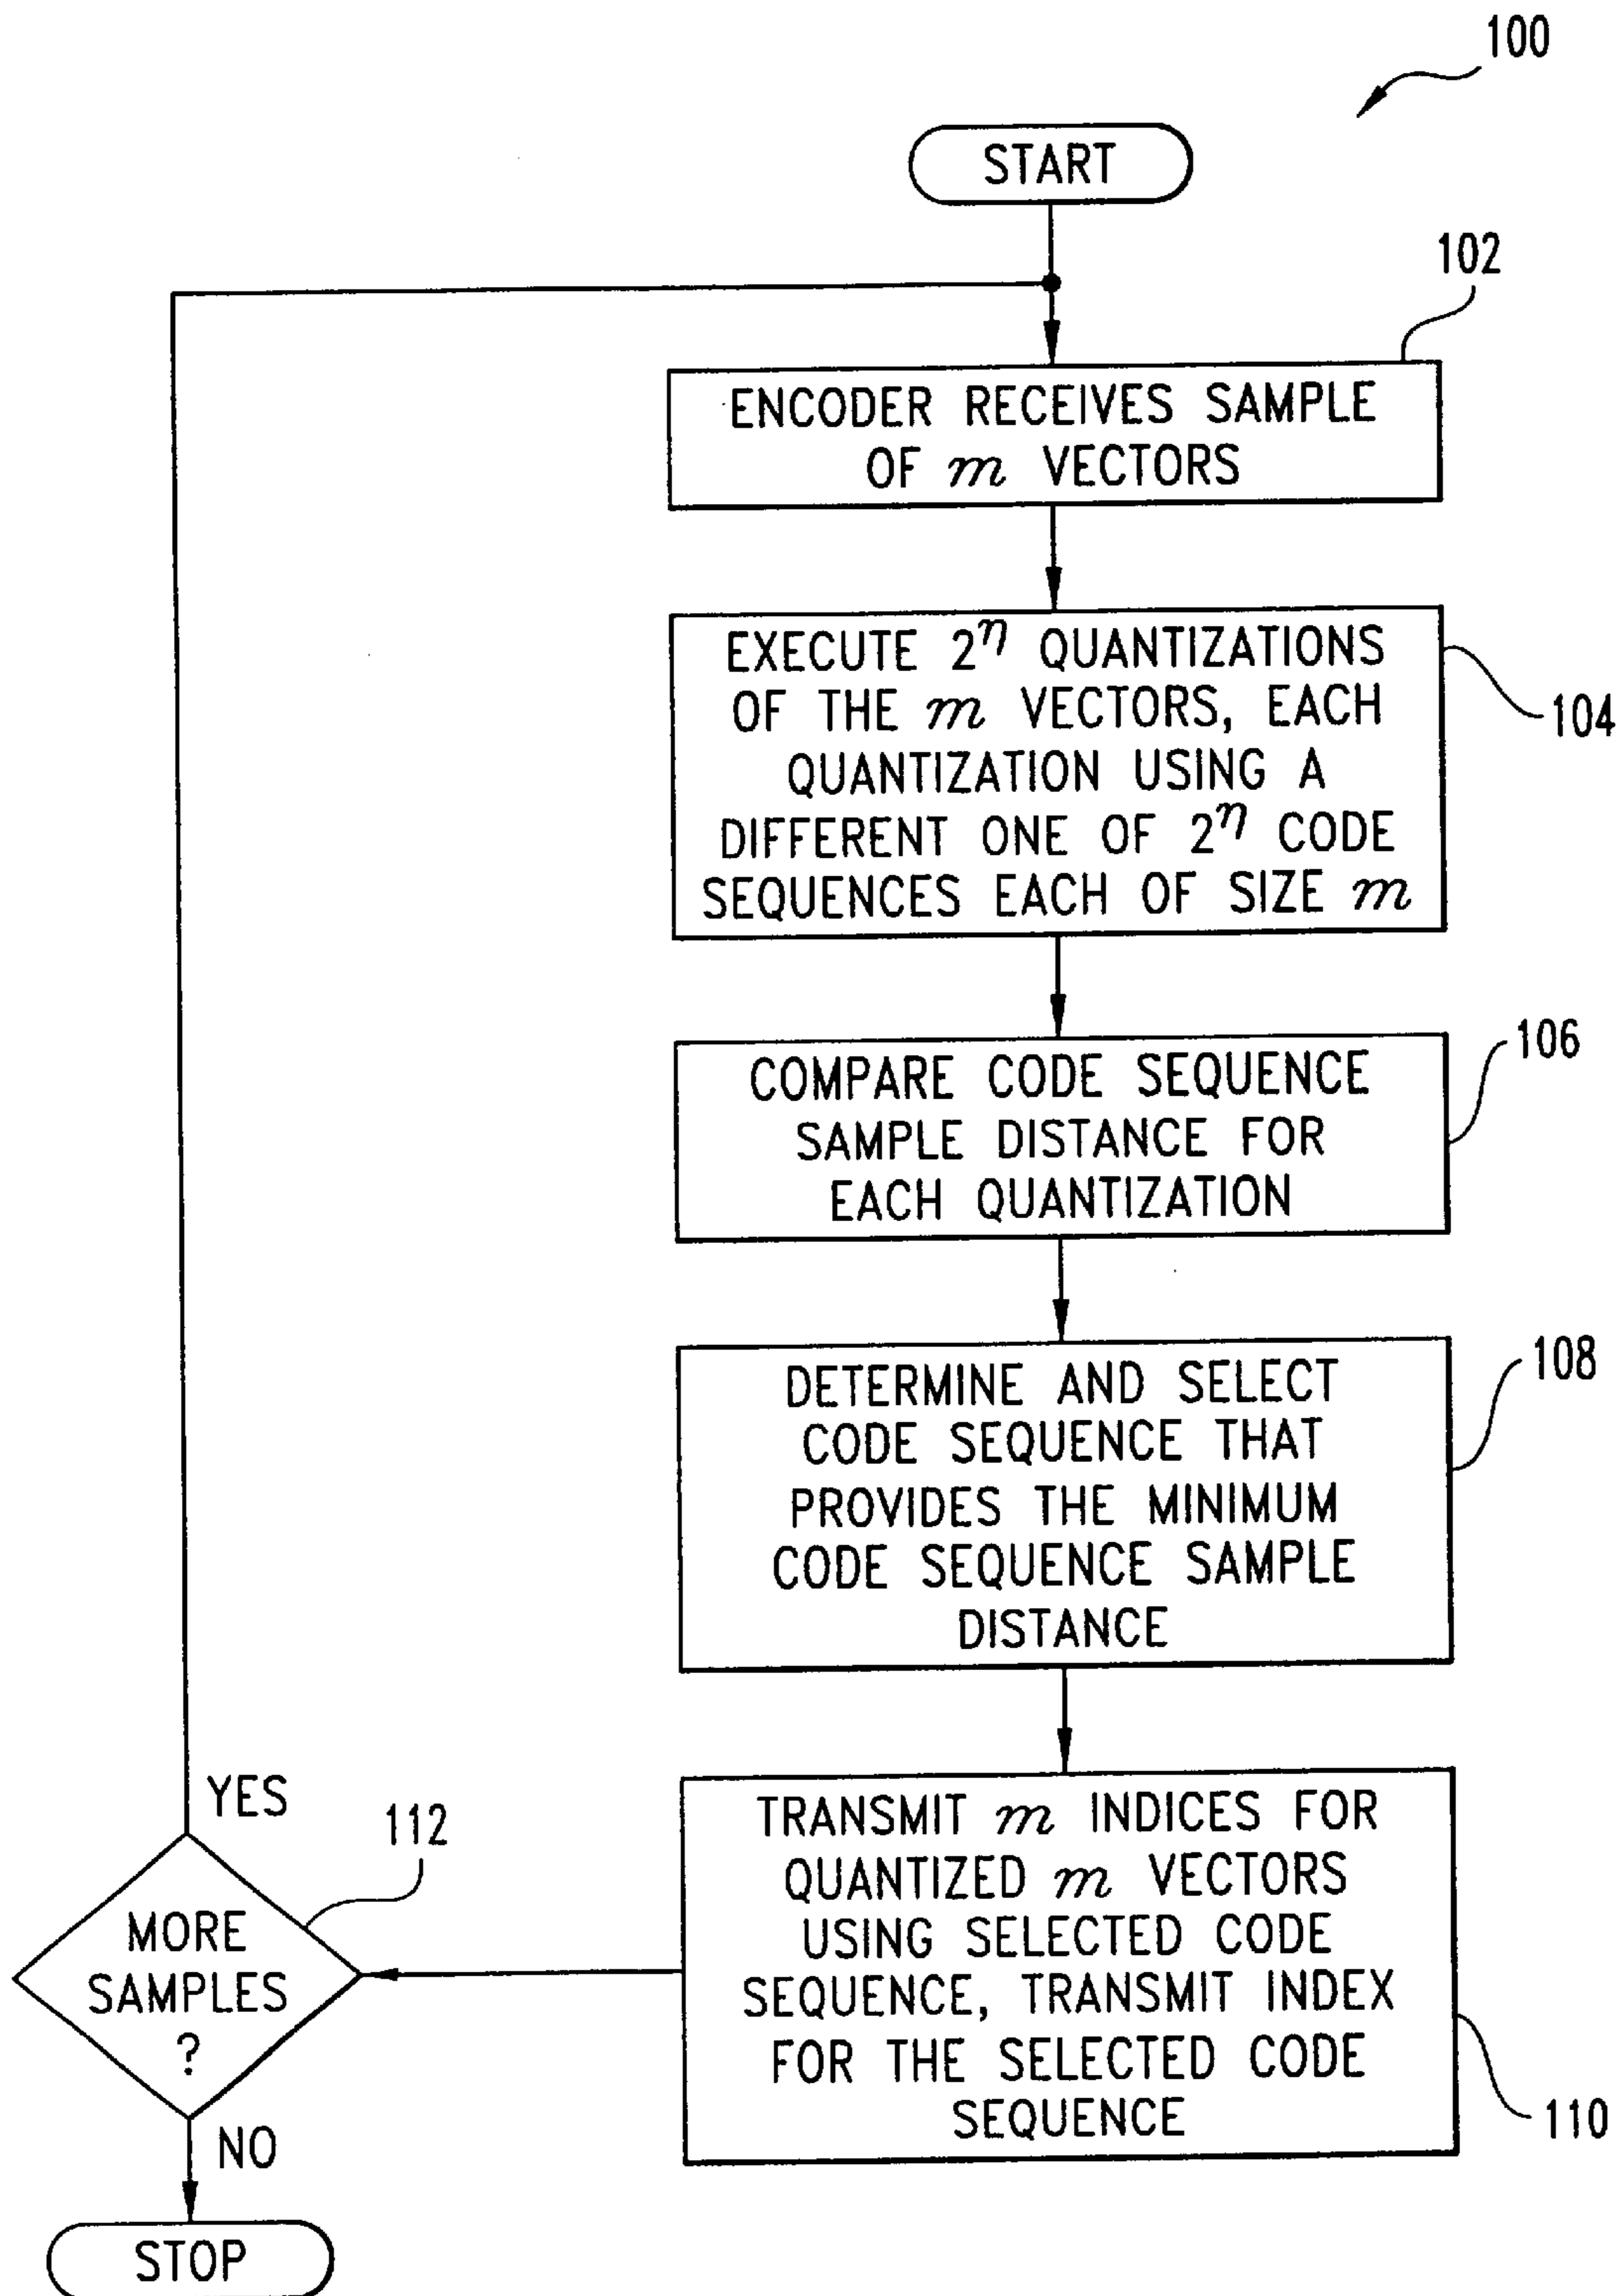 100
START
102
ENCODER RECEIVES SAMPLE
OF m VECTORS
EXECUTE 2^η QUANTIZATIONS
OF THE m VECTORS, EACH
QUANTIZATION USING A
DIFFERENT ONE OF 2^η CODE
SEQUENCES EACH OF SIZE m
104
COMPARE CODE SEQUENCE
SAMPLE DISTANCE FOR
EACH QUANTIZATION
106
DETERMINE AND SELECT
CODE SEQUENCE THAT
PROVIDES THE MINIMUM
CODE SEQUENCE SAMPLE
DISTANCE
108
TRANSMIT m INDICES FOR
QUANTIZED m VECTORS
USING SELECTED CODE
SEQUENCE, TRANSMIT INDEX
FOR THE SELECTED CODE
SEQUENCE
110
YES
112
MORE
SAMPLES
?
NO
STOP